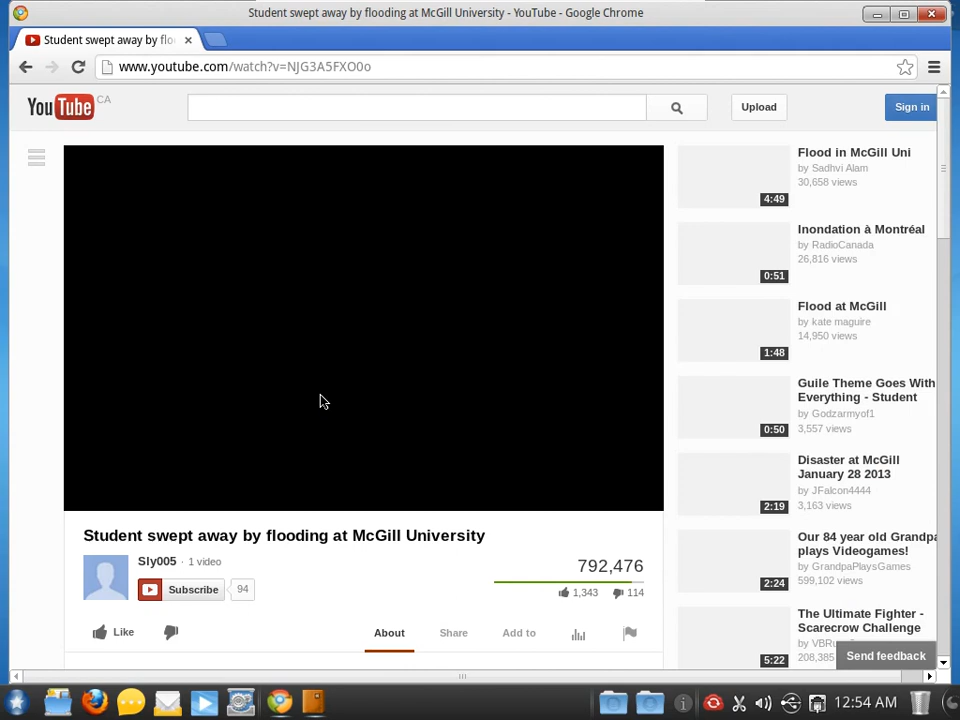 Student swept away by flooding at McGill University - YouTube - Google Chrome
Student swept away by flo
www.youtube.com/watch?v=NJG3A5FXO0o
YouTube CA
Upload
Sign in
Flood in McGill Uni
by Sadhvi Alam
30,658 views
4:49
Inondation à Montréal
by RadioCanada
26,816 views
0:51
Flood at McGill
by kate maguire
14,950 views
1:48
Guile Theme Goes With
Everything - Student
by Godzarmyof1
3,557 views
0:50
Disaster at McGill
January 28 2013
by JFalcon4444
3,163 views
2:19
Our 84 year old Grandpa
plays Videogames!
by GrandpaPlaysGames
599,102 views
2:24
The Ultimate Fighter -
Scarecrow Challenge
by VBRu
208,385
5:22
Send feedback
Student swept away by flooding at McGill University
Sly005 · 1 video
Subscribe 94
792,476
1,343 114
Like
About Share Add to
12:54 AM